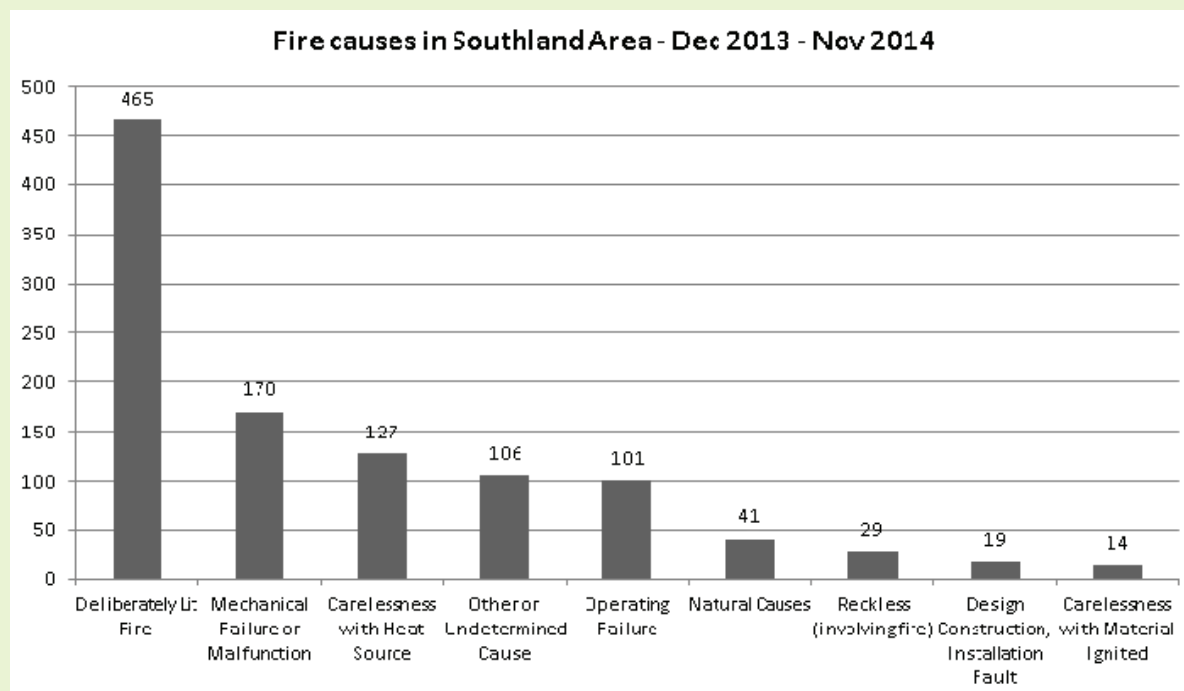 Fire causes in Southland Area - Dec 2013 - Nov 2014
500
450
400
350
300
250
200
150
100
50
0
465
170
127
106
101
41
29
19
14
Deliberately Lit
Fire
Mechanical
Failure or
Malfunction
Carelessness
with Heat
Source
Other or
Undetermined
Cause
Operating
Failure
Natural Causes
Reckless
(involving fire)
Design
Construction,
Installation
Fault
Carelessness
with Material
Ignited